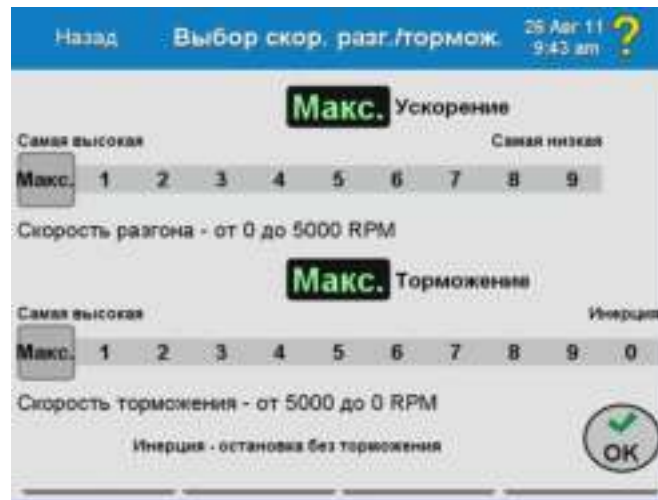 Назад Выбор скор. разг./тормож. 26 Авг 11 ?
9:43 am
Макс. Ускорение
Самая высокая Самая низкая
Макс. 1 2 3 4 5 6 7 8 9
Скорость разгона - от 0 до 5000 RPM
Макс. Торможение
Самая высокая Инерция
Макс. 1 2 3 4 5 6 7 8 9 0
Скорость торможения - от 5000 до 0 RPM
Инерция - остановка без торможения
OK